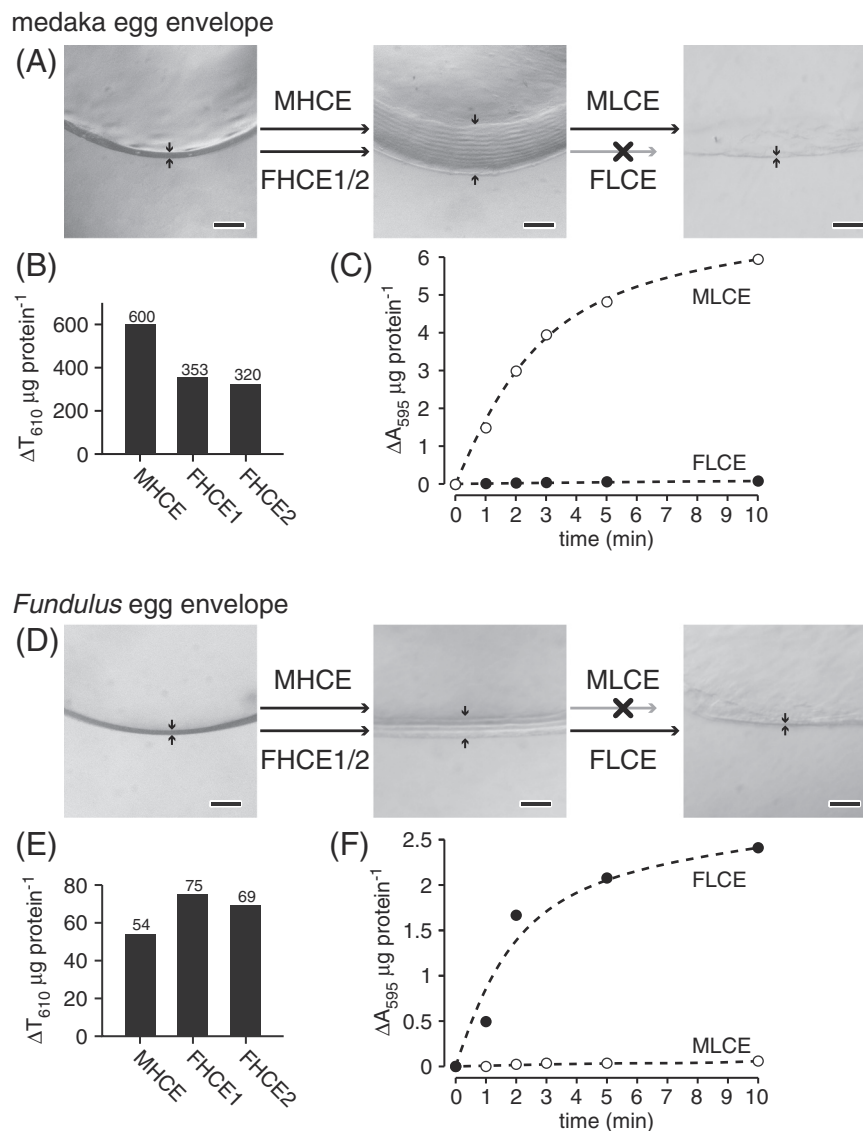 medaka egg envelope
(A)
MHCE
FHCE1/2
MLCE
FLCE
(B)
ΔT610 µg protein-1
600
400
200
0
600
353
320
MHCE
FHCE1
FHCE2
(C)
ΔA595 µg protein-1
6
5
4
3
2
1
0
MLCE
FLCE
0 1 2 3 4 5 6 7 8 9 10
time (min)
Fundulus egg envelope
(D)
MHCE
FHCE1/2
MLCE
FLCE
(E)
ΔT610 µg protein-1
80
60
40
20
0
54
75
69
MHCE
FHCE1
FHCE2
(F)
ΔA595 µg protein-1
2.5
2
1.5
1
0.5
0
FLCE
MLCE
0 1 2 3 4 5 6 7 8 9 10
time (min)